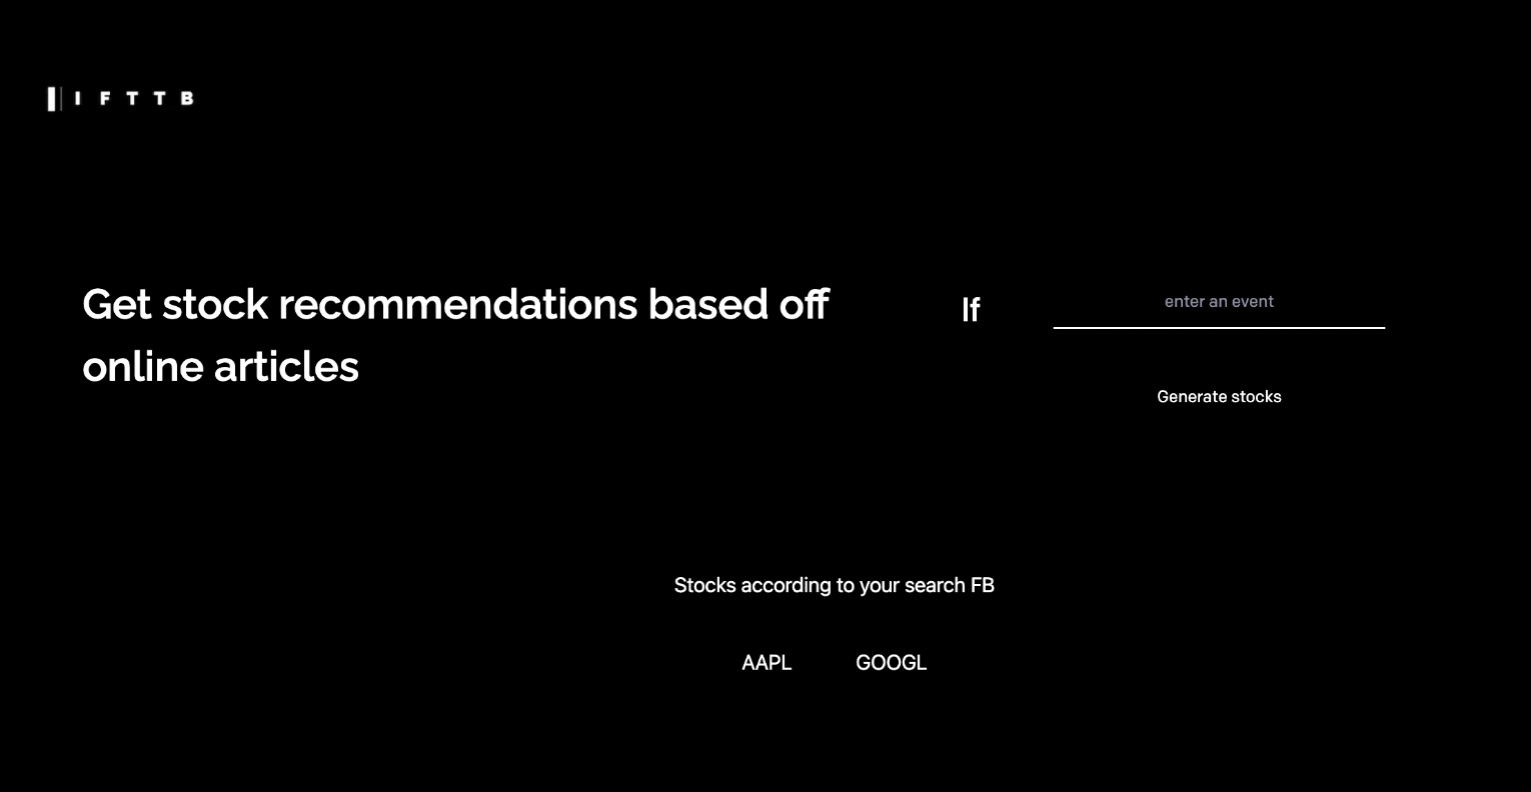 I F T T B
Get stock recommendations based off
online articles
If
enter an event
Generate stocks
Stocks according to your search FB
AAPL GOOGL